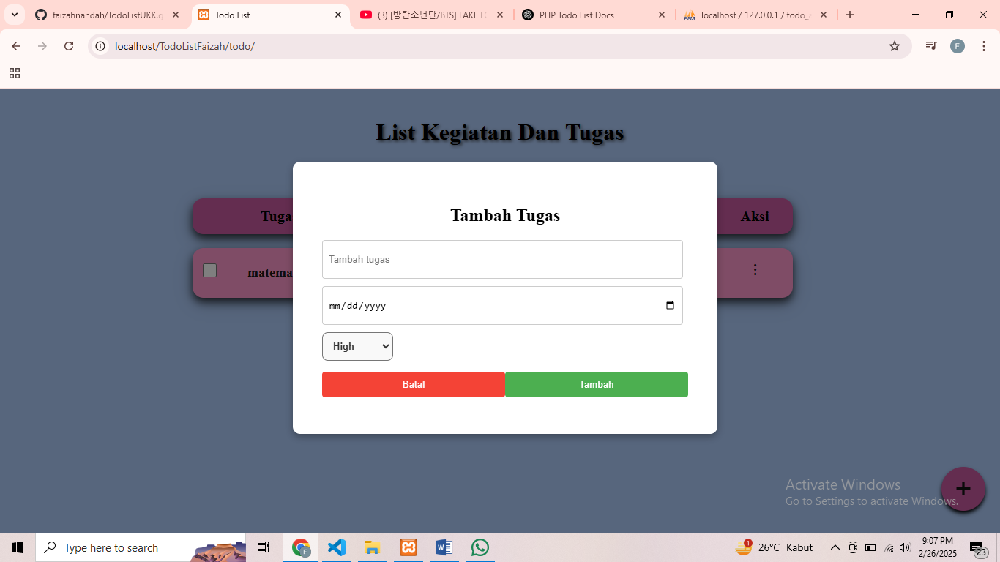 faizahnahdah/TodoListUKK.g
Todo List
(3) [방탄소년단/BTS] FAKE LO
PHP Todo List Docs
localhost / 127.0.0.1 / todo_
localhost/TodoListFaizah/todo/
F
List Kegiatan Dan Tugas
Tuga
Aksi
Tambah Tugas
Tambah tugas
matema
mm/dd/yyyy
High
Batal
Tambah
Activate Windows
Go to Settings to activate Windows.
Type here to search
F
1
26°C Kabut
9:07 PM
2/26/2025
23